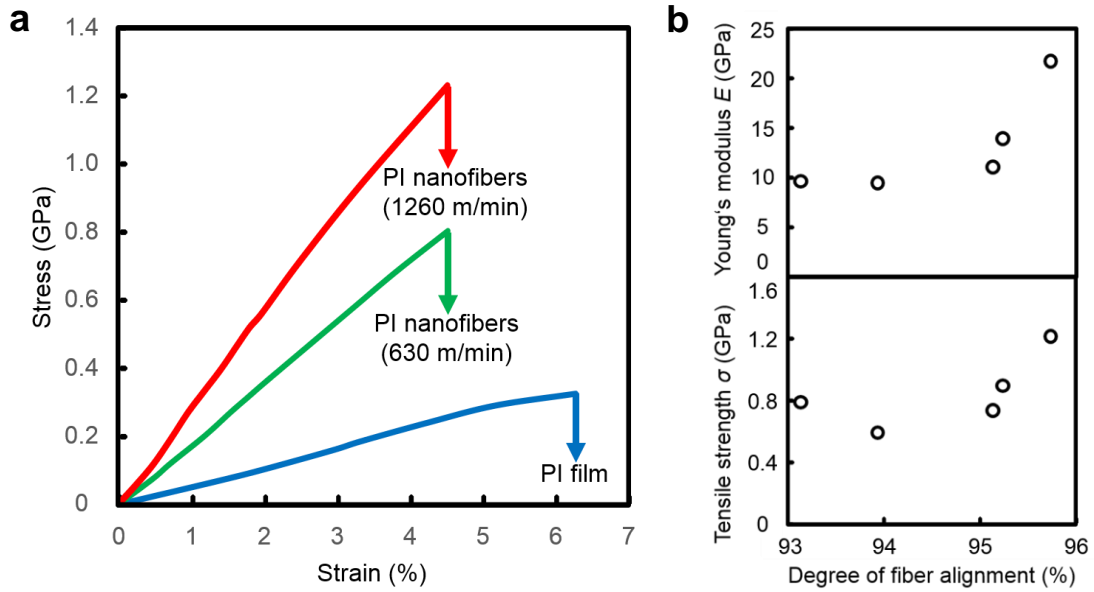 a
1.4
1.2
1.0
0.8
0.6
0.4
0.2
0
Stress (GPa)
PI nanofibers
(1260 m/min)
PI nanofibers
(630 m/min)
PI film
0 1 2 3 4 5 6 7
Strain (%)
b
25
20
15
10
5
0
Young's modulus E (GPa)
1.6
1.2
0.8
0.4
0
Tensile strength σ (GPa)
93 94 95 96
Degree of fiber alignment (%)